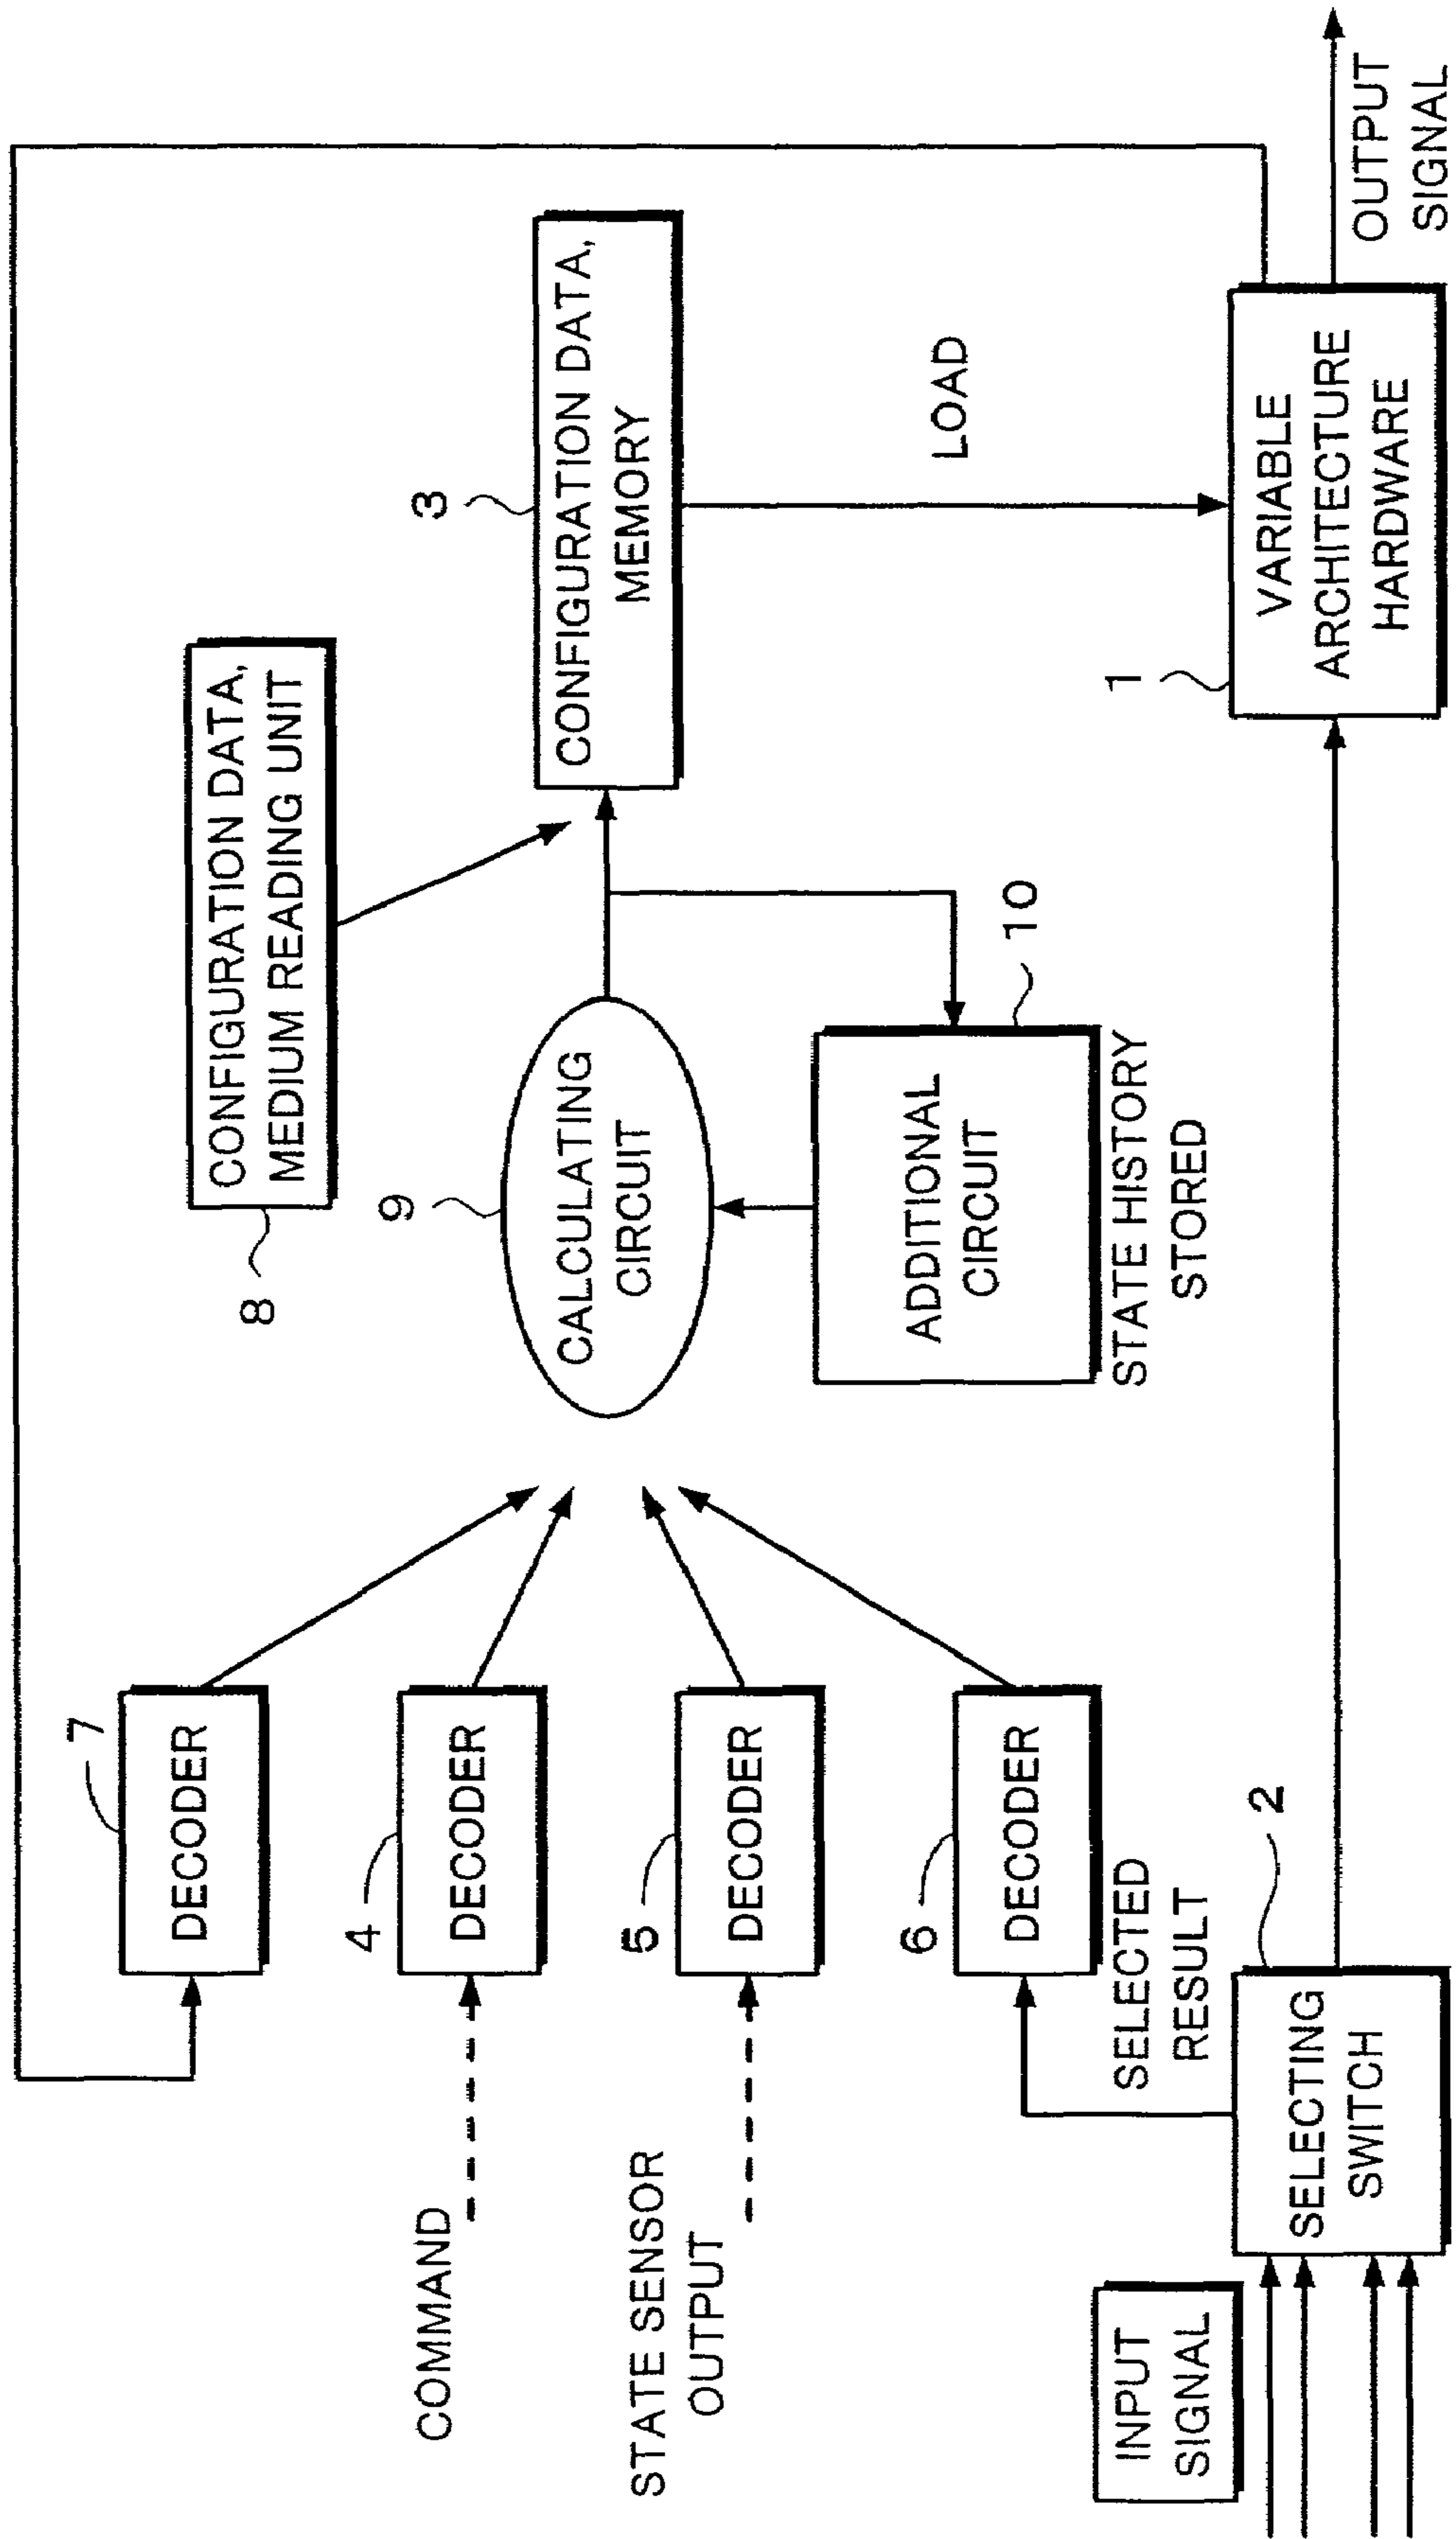 7
DECODER
8
CONFIGURATION DATA,
MEDIUM READING UNIT
COMMAND
4
DECODER
9
CALCULATING
CIRCUIT
3
CONFIGURATION DATA,
MEMORY
STATE SENSOR
OUTPUT
5
DECODER
6
DECODER
ADDITIONAL
CIRCUIT
10
STATE HISTORY
STORED
LOAD
INPUT
SIGNAL
SELECTED
RESULT
SELECTING
SWITCH
2
1
VARIABLE
ARCHITECTURE
HARDWARE
OUTPUT
SIGNAL